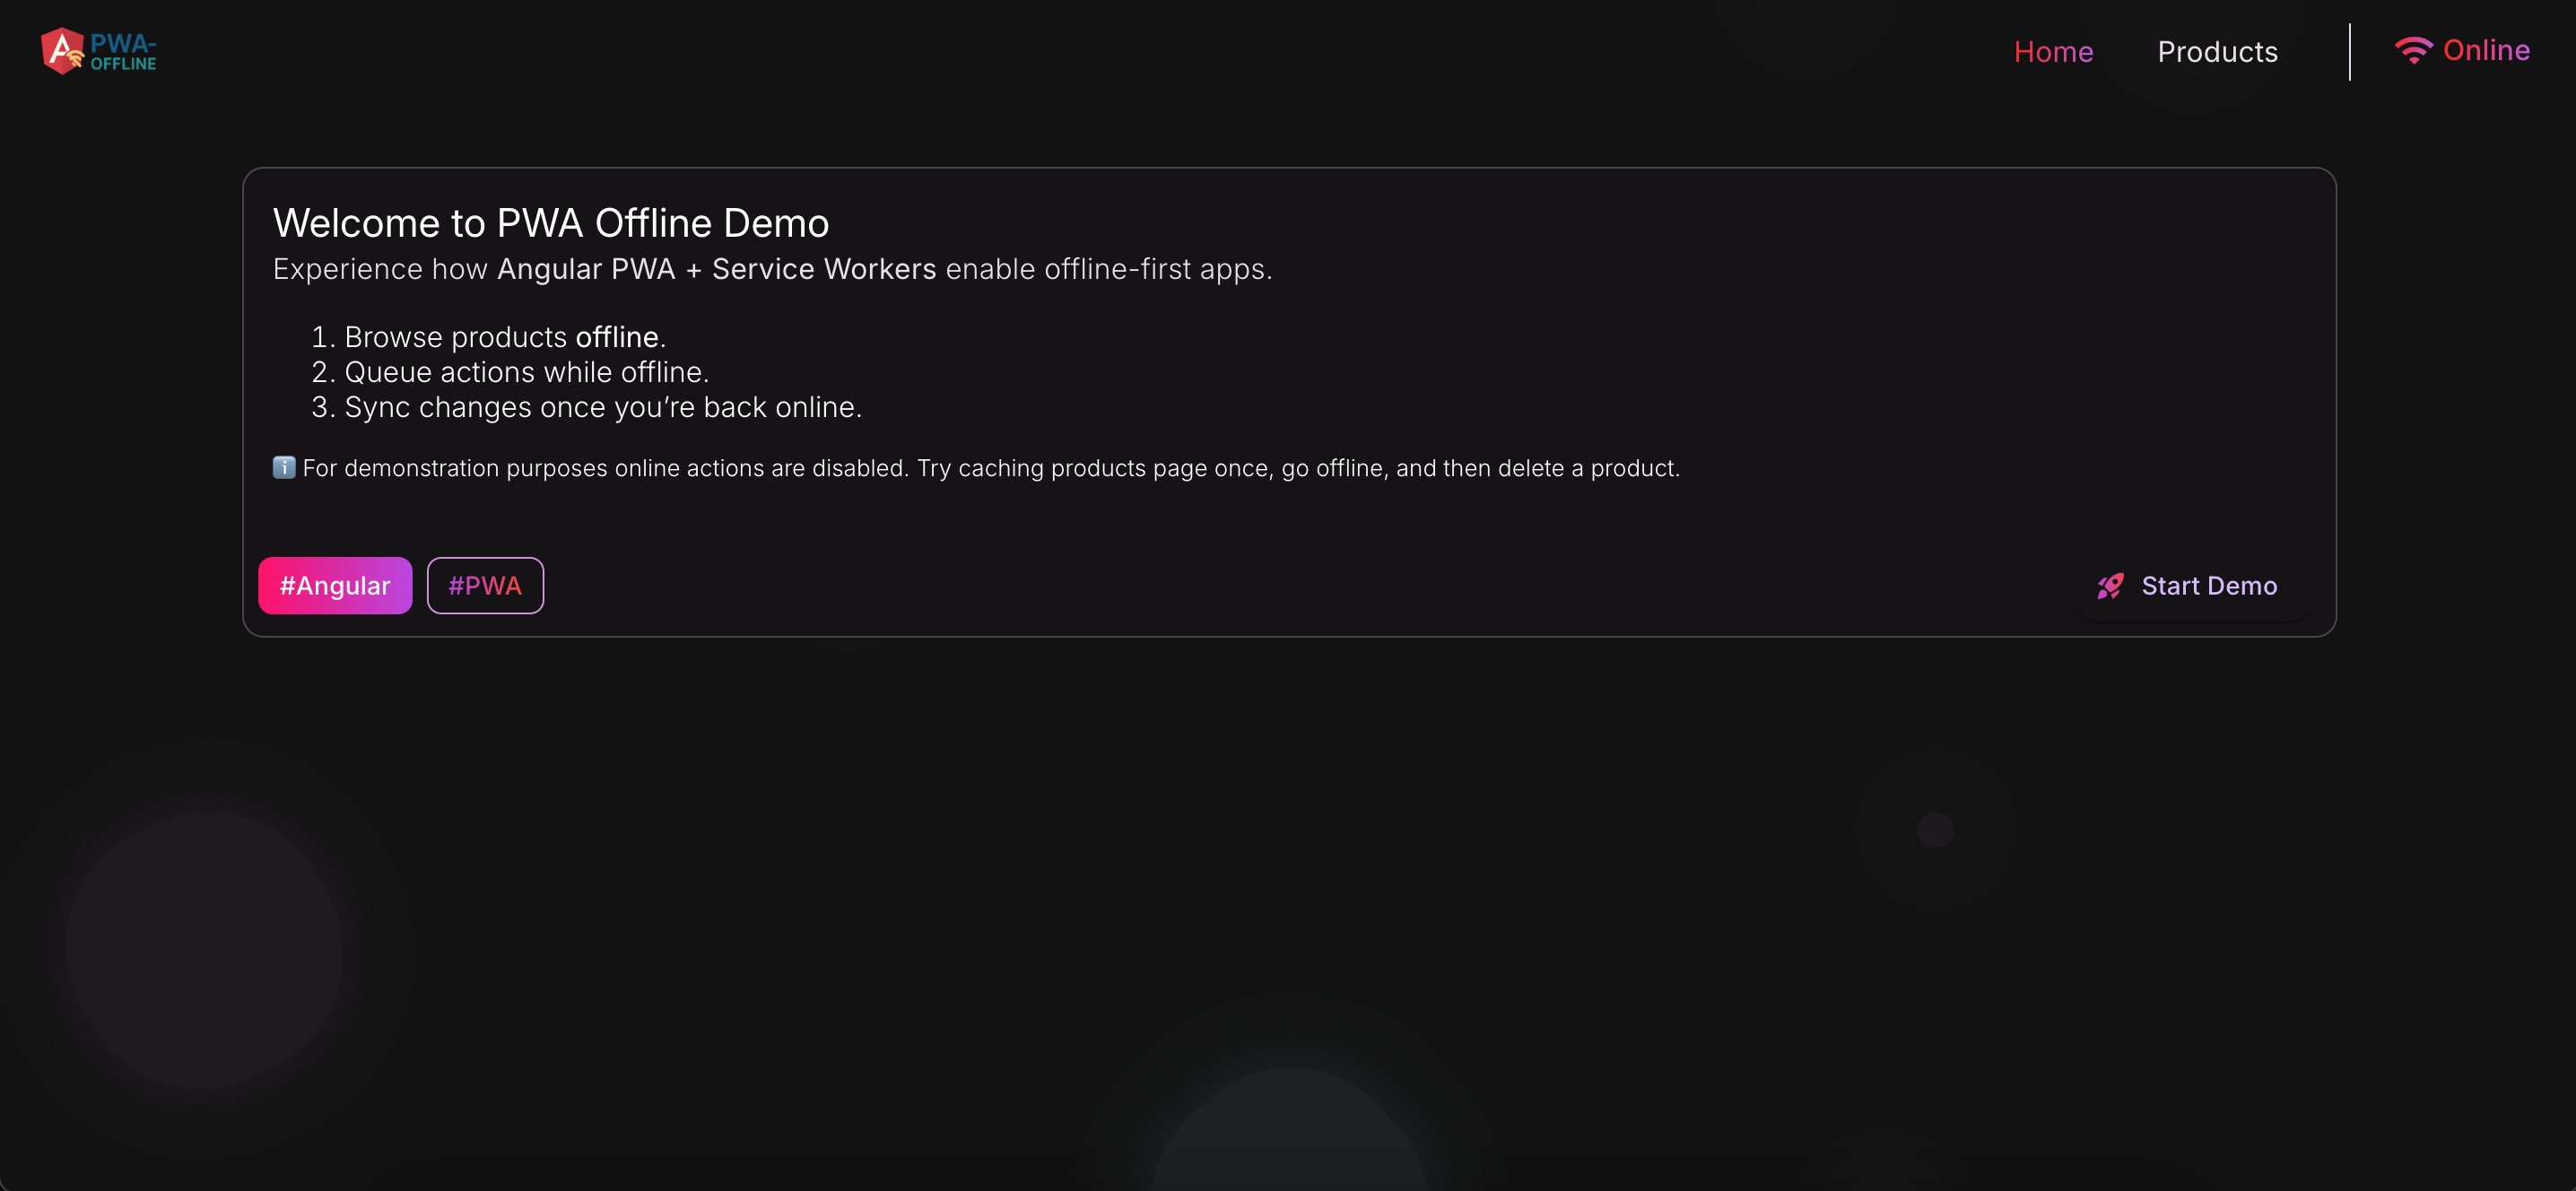 PWA-
OFFLINE
Home
Products
Online
Welcome to PWA Offline Demo
Experience how Angular PWA + Service Workers enable offline-first apps.
1. Browse products offline.
2. Queue actions while offline.
3. Sync changes once you’re back online.
ℹ️ For demonstration purposes online actions are disabled. Try caching products page once, go offline, and then delete a product.
#Angular
#PWA
Start Demo